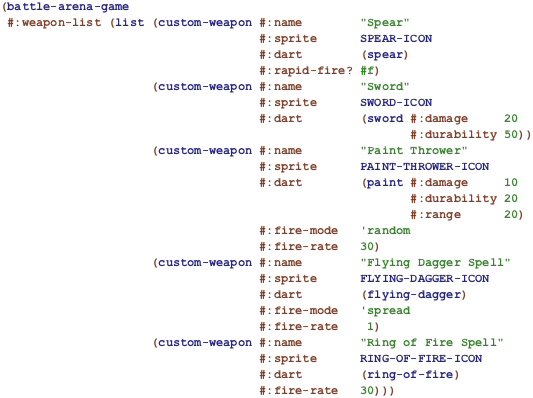 (battle-arena-game
 #:weapon-list (list (custom-weapon #:name       "Spear"
                                    #:sprite     SPEAR-ICON
                                    #:dart       (spear)
                                    #:rapid-fire? #f)
                     (custom-weapon #:name       "Sword"
                                    #:sprite     SWORD-ICON
                                    #:dart       (sword #:damage     20
                                                        #:durability 50))
                     (custom-weapon #:name       "Paint Thrower"
                                    #:sprite     PAINT-THROWER-ICON
                                    #:dart       (paint #:damage     10
                                                        #:durability 20
                                                        #:range      20)
                                    #:fire-mode  'random
                                    #:fire-rate  30)
                     (custom-weapon #:name       "Flying Dagger Spell"
                                    #:sprite     FLYING-DAGGER-ICON
                                    #:dart       (flying-dagger)
                                    #:fire-mode  'spread
                                    #:fire-rate   1)
                     (custom-weapon #:name       "Ring of Fire Spell"
                                    #:sprite     RING-OF-FIRE-ICON
                                    #:dart       (ring-of-fire)
                                    #:fire-rate  30)))